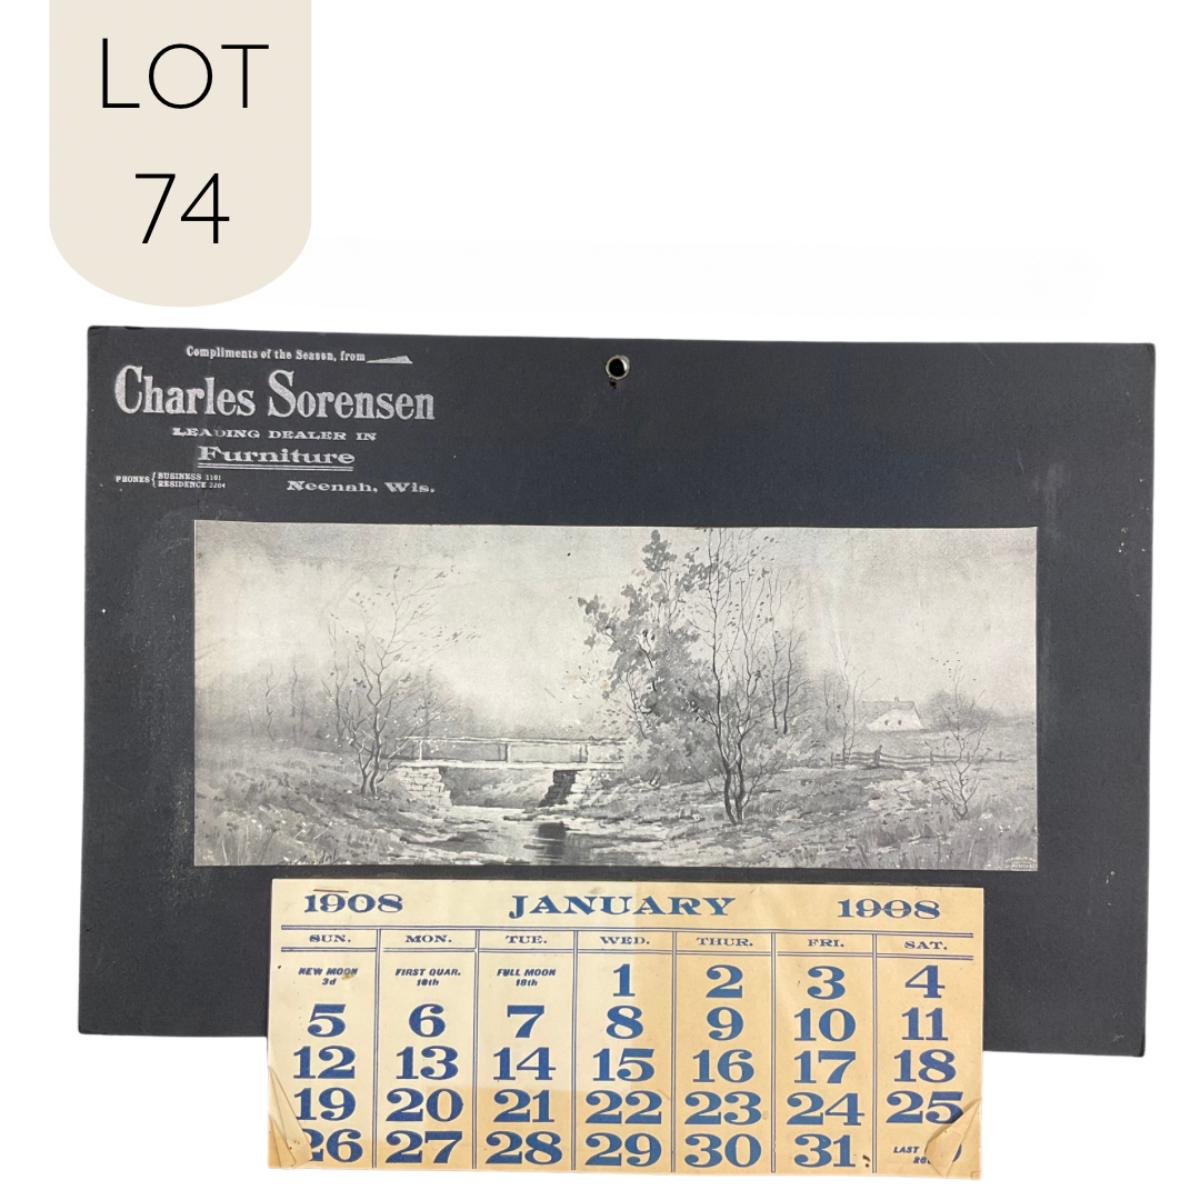 LOT
74
Compliments of the Season, from
Charles Sorensen
LEADING DEALER IN
Furniture
PHONES { BUSINESS 1101
RESIDENCE 2204
Neenah, Wis.
1908 JANUARY 1908
SUN. MON. TUE. WED. THUR. FRI. SAT.
NEW MOON 3d FIRST QUAR. 10th FULL MOON 18th 1 2 3 4
5 6 7 8 9 10 11
12 13 14 15 16 17 18
19 20 21 22 23 24 25
26 27 28 29 30 31 LAST